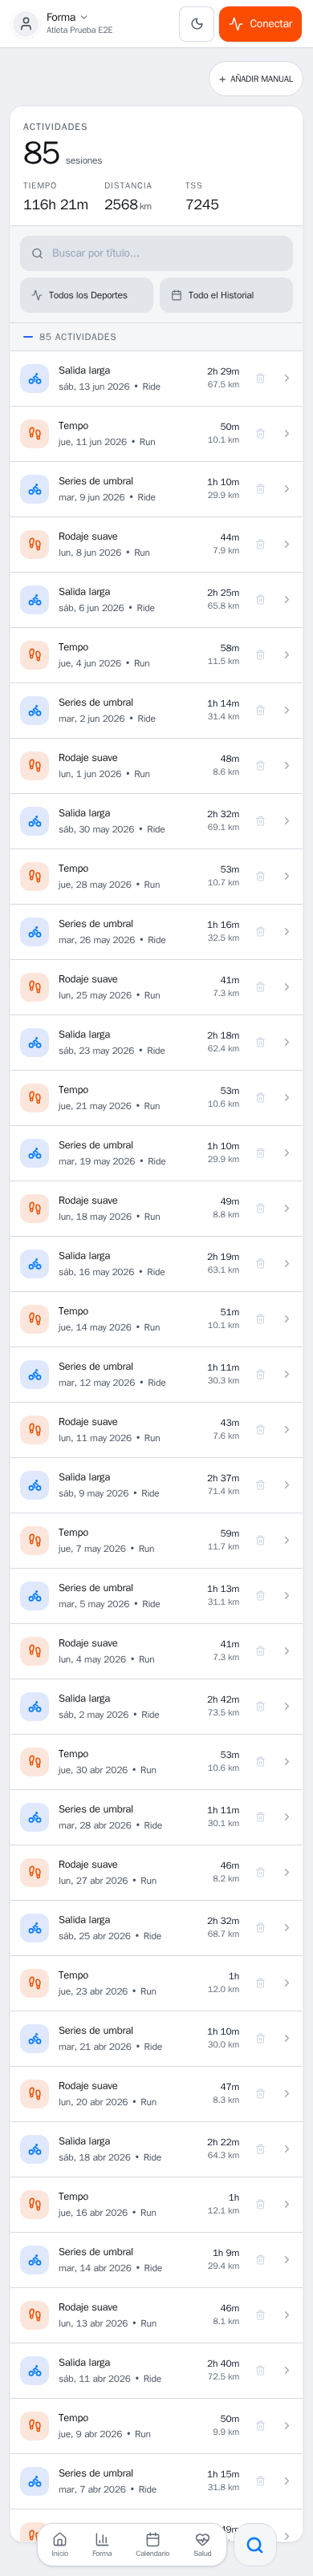 Forma
Atleta Prueba E2E
Conectar
+ AÑADIR MANUAL
ACTIVIDADES
85 sesiones
TIEMPO DISTANCIA TSS
116h 21m 2568 km 7245
Buscar por título...
Todos los Deportes Todo el Historial
85 ACTIVIDADES
Salida larga 2h 29m
sáb, 13 jun 2026 • Ride 67.5 km
Tempo 50m
jue, 11 jun 2026 • Run 10.1 km
Series de umbral 1h 10m
mar, 9 jun 2026 • Ride 29.9 km
Rodaje suave 44m
lun, 8 jun 2026 • Run 7.9 km
Salida larga 2h 25m
sáb, 6 jun 2026 • Ride 65.8 km
Tempo 58m
jue, 4 jun 2026 • Run 11.5 km
Series de umbral 1h 14m
mar, 2 jun 2026 • Ride 31.4 km
Rodaje suave 48m
lun, 1 jun 2026 • Run 8.6 km
Salida larga 2h 32m
sáb, 30 may 2026 • Ride 69.1 km
Tempo 53m
jue, 28 may 2026 • Run 10.7 km
Series de umbral 1h 16m
mar, 26 may 2026 • Ride 32.5 km
Rodaje suave 41m
lun, 25 may 2026 • Run 7.3 km
Salida larga 2h 18m
sáb, 23 may 2026 • Ride 62.4 km
Tempo 53m
jue, 21 may 2026 • Run 10.6 km
Series de umbral 1h 10m
mar, 19 may 2026 • Ride 29.9 km
Rodaje suave 49m
lun, 18 may 2026 • Run 8.8 km
Salida larga 2h 19m
sáb, 16 may 2026 • Ride 63.1 km
Tempo 51m
jue, 14 may 2026 • Run 10.1 km
Series de umbral 1h 11m
mar, 12 may 2026 • Ride 30.3 km
Rodaje suave 43m
lun, 11 may 2026 • Run 7.6 km
Salida larga 2h 37m
sáb, 9 may 2026 • Ride 71.4 km
Tempo 59m
jue, 7 may 2026 • Run 11.7 km
Series de umbral 1h 13m
mar, 5 may 2026 • Ride 31.1 km
Rodaje suave 41m
lun, 4 may 2026 • Run 7.3 km
Salida larga 2h 42m
sáb, 2 may 2026 • Ride 73.5 km
Tempo 53m
jue, 30 abr 2026 • Run 10.6 km
Series de umbral 1h 11m
mar, 28 abr 2026 • Ride 30.1 km
Rodaje suave 46m
lun, 27 abr 2026 • Run 8.2 km
Salida larga 2h 32m
sáb, 25 abr 2026 • Ride 68.7 km
Tempo 1h
jue, 23 abr 2026 • Run 12.0 km
Series de umbral 1h 10m
mar, 21 abr 2026 • Ride 30.0 km
Rodaje suave 47m
lun, 20 abr 2026 • Run 8.3 km
Salida larga 2h 22m
sáb, 18 abr 2026 • Ride 64.3 km
Tempo 1h
jue, 16 abr 2026 • Run 12.1 km
Series de umbral 1h 9m
mar, 14 abr 2026 • Ride 29.4 km
Rodaje suave 46m
lun, 13 abr 2026 • Run 8.1 km
Salida larga 2h 40m
sáb, 11 abr 2026 • Ride 72.5 km
Tempo 50m
jue, 9 abr 2026 • Run 9.9 km
Series de umbral 1h 15m
mar, 7 abr 2026 • Ride 31.8 km
Inicio Forma Calendario Salud